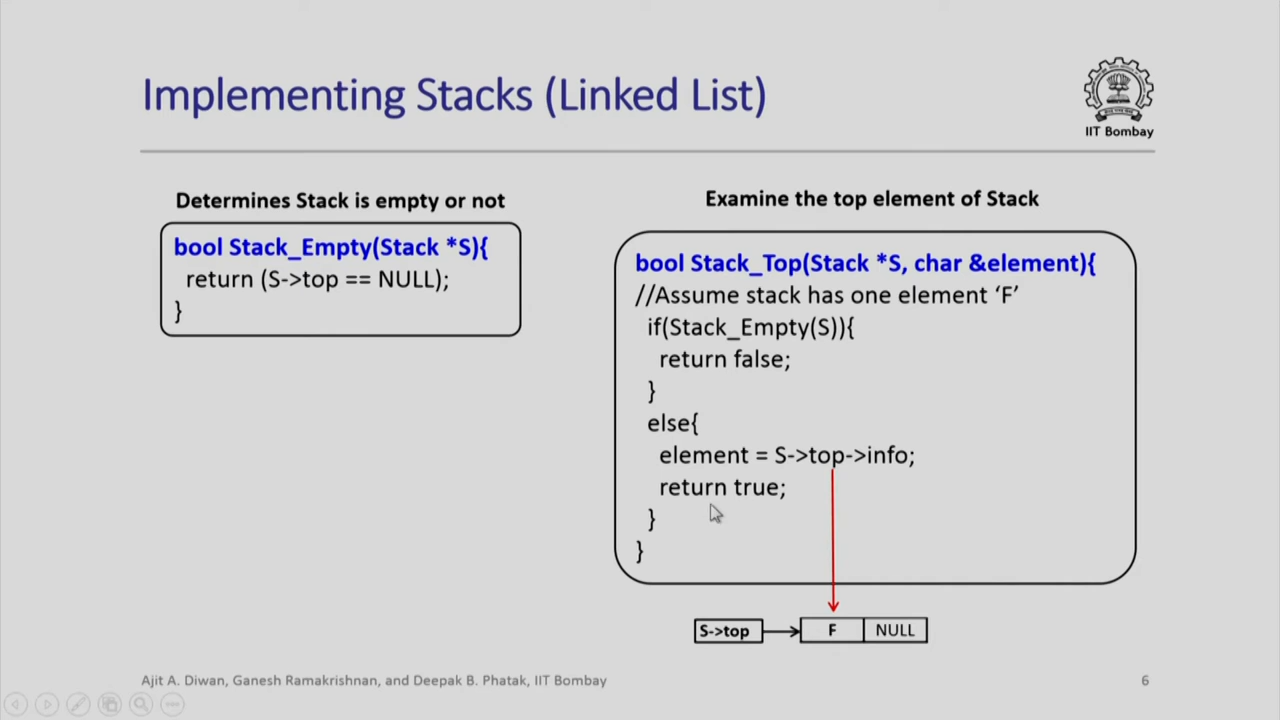 Implementing Stacks (Linked List)
IIT Bombay
Determines Stack is empty or not
bool Stack_Empty(Stack *S){
return (S->top == NULL);
}
Examine the top element of Stack
bool Stack_Top(Stack *S, char &element){
//Assume stack has one element ‘F’
if(Stack_Empty(S)){
return false;
}
else{
element = S->top->info;
return true;
}
}
S->top F NULL
Ajit A. Diwan, Ganesh Ramakrishnan, and Deepak B. Phatak, IIT Bombay
6